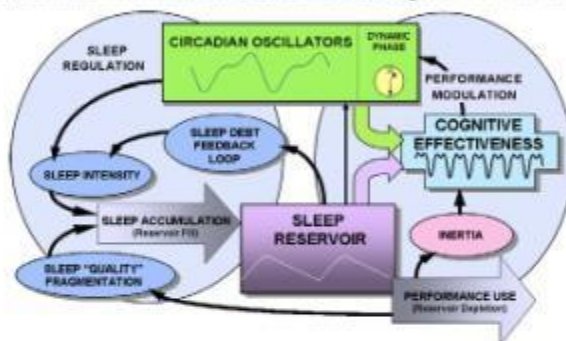 SLEEP
REGULATION
CIRCADIAN OSCILLATORS
DYNAMIC
PHASE
PERFORMANCE
MODULATION
COGNITIVE
EFFECTIVENESS
SLEEP DEBT
FEEDBACK
LOOP
SLEEP INTENSITY
SLEEP ACCUMULATION
(Reservoir Fill)
SLEEP
RESERVOIR
INERTIA
SLEEP "QUALITY"
FRAGMENTATION
PERFORMANCE USE
(Reservoir Depletion)